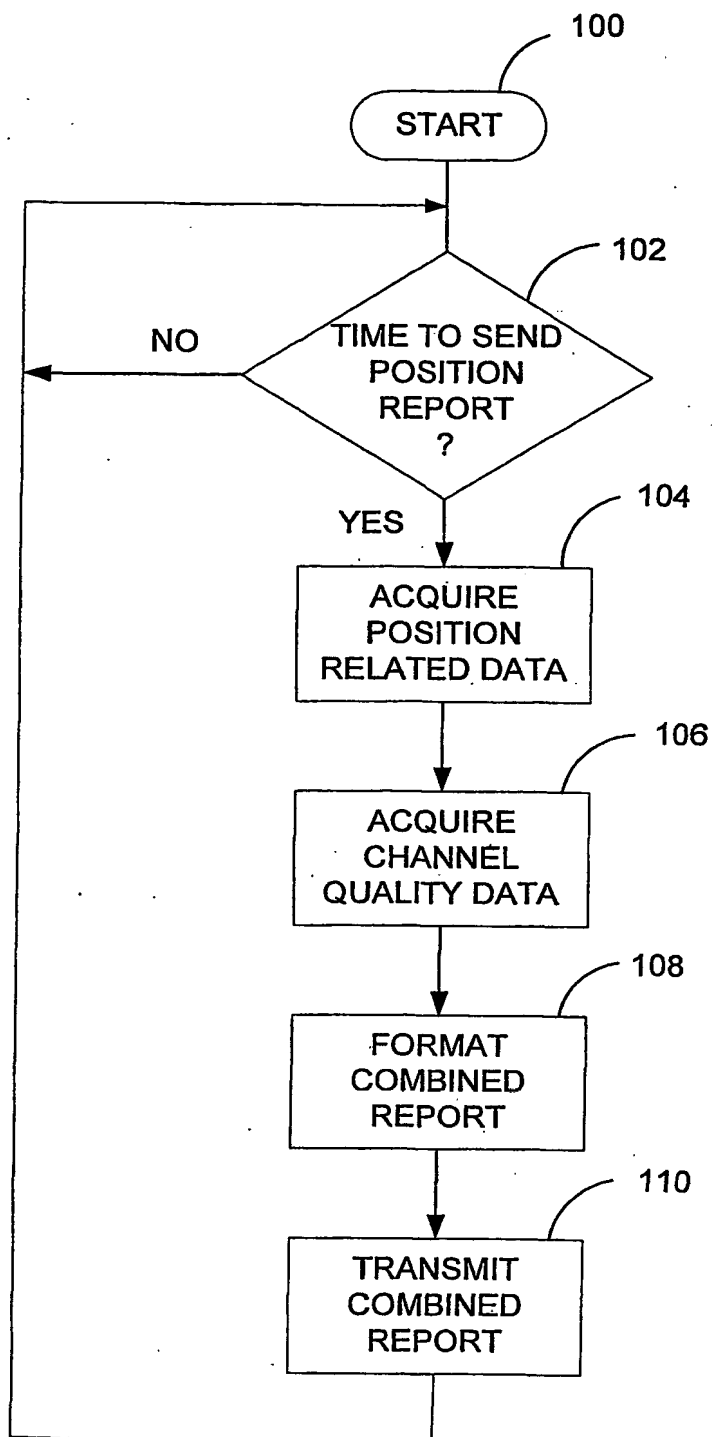 100
START
102
TIME TO SEND
POSITION
REPORT
?
NO
YES
104
ACQUIRE
POSITION
RELATED DATA
106
ACQUIRE
CHANNEL
QUALITY DATA
108
FORMAT
COMBINED
REPORT
110
TRANSMIT
COMBINED
REPORT